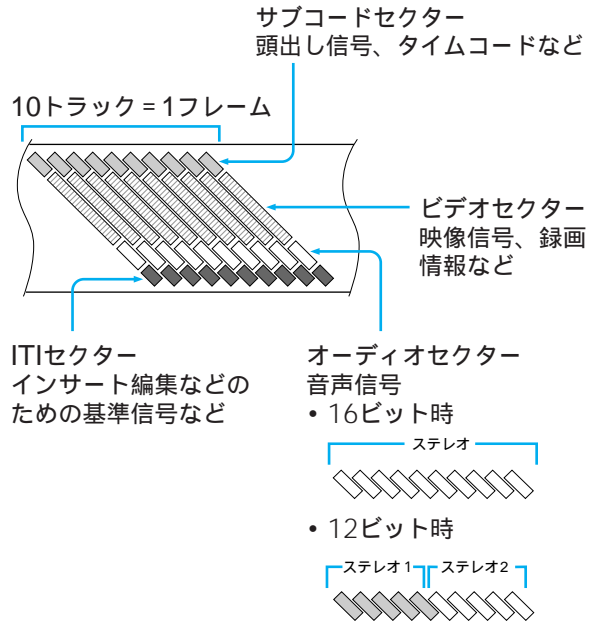 サブコードセクター
頭出し信号、タイムコードなど
10トラック = 1フレーム
ビデオセクター
映像信号、録画
情報など
ITIセクター
インサート編集などの
ための基準信号など
オーディオセクター
音声信号
• 16ビット時
ステレオ
• 12ビット時
ステレオ1
ステレオ2